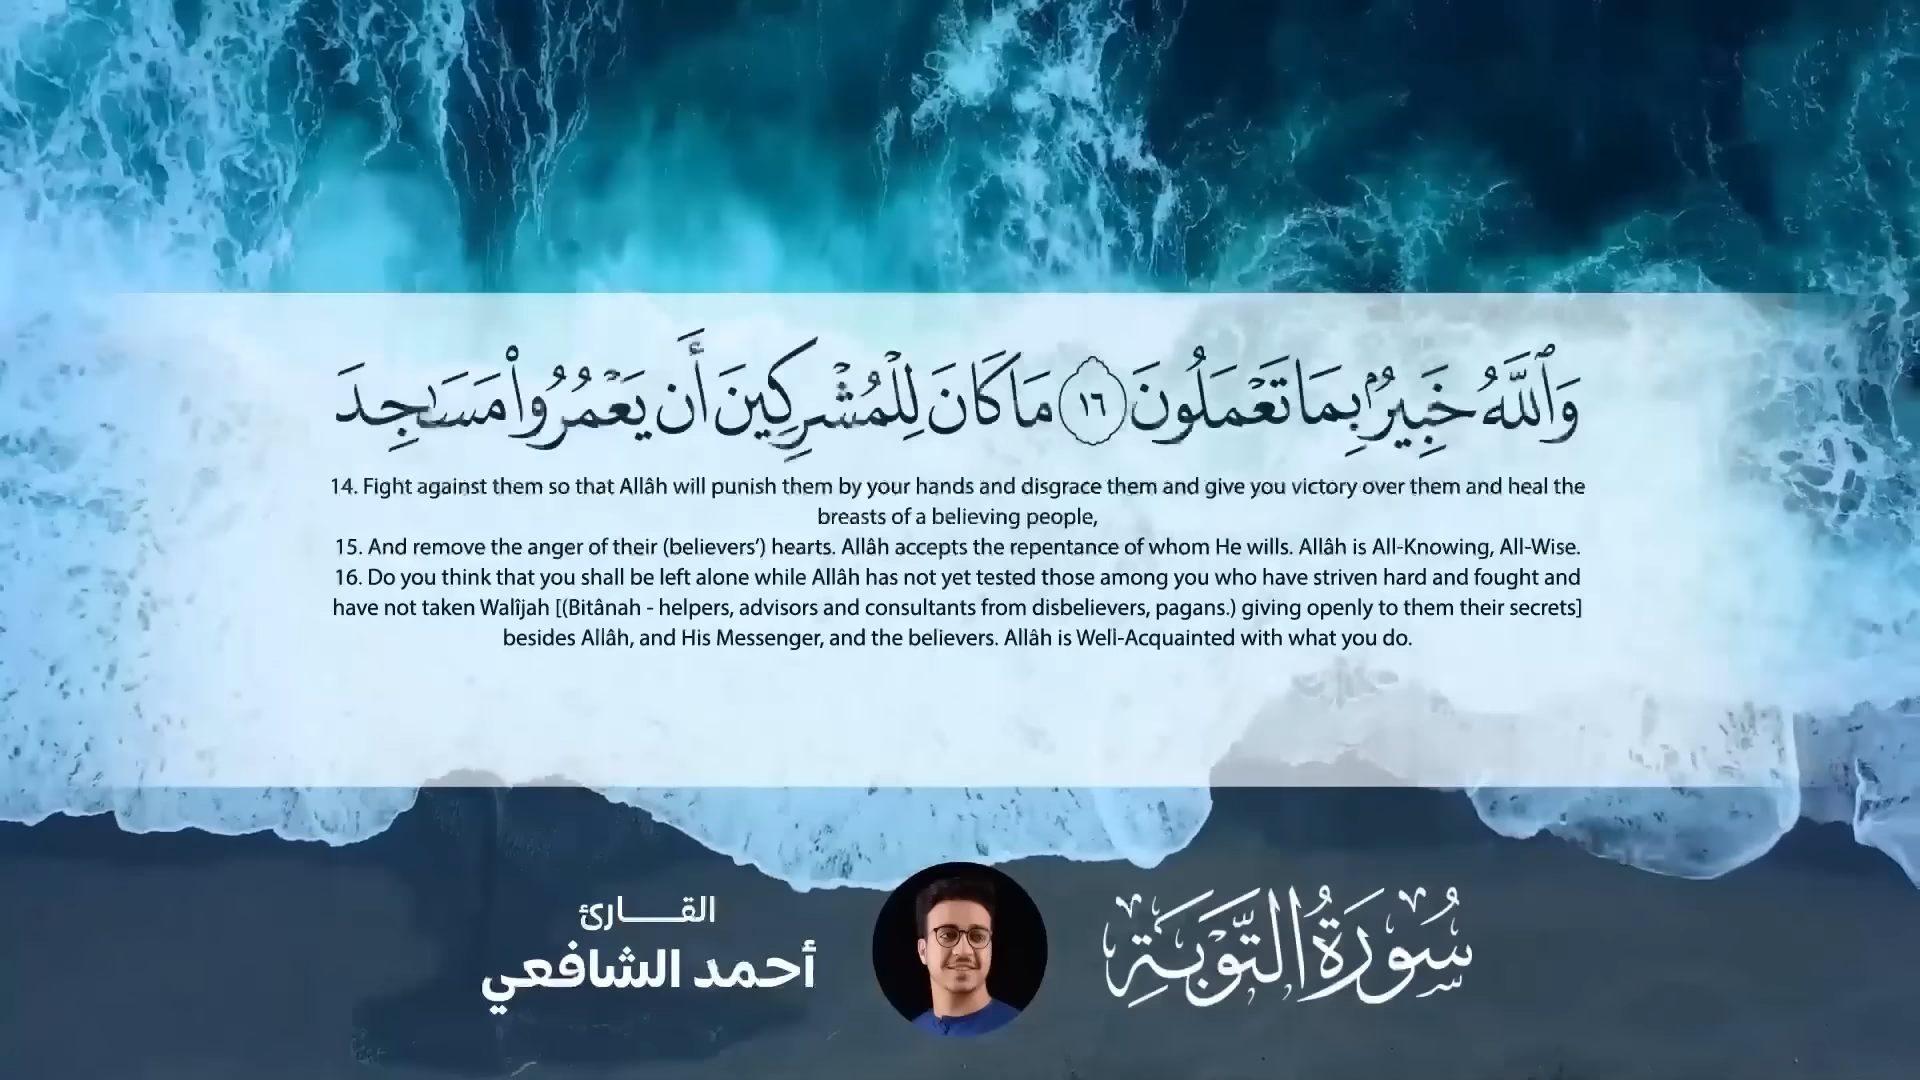 وَٱللَّهُ خَبِيرُۢ بِمَا تَعۡمَلُونَ ١٦ مَا كَانَ لِلۡمُشۡرِكِينَ أَن يَعۡمُرُواْ مَسَٰجِدَ
14. Fight against them so that Allâh will punish them by your hands and disgrace them and give you victory over them and heal the
breasts of a believing people,
15. And remove the anger of their (believers’) hearts. Allâh accepts the repentance of whom He wills. Allâh is All-Knowing, All-Wise.
16. Do you think that you shall be left alone while Allâh has not yet tested those among you who have striven hard and fought and
have not taken Walîjah [(Bitânah - helpers, advisors and consultants from disbelievers, pagans.) giving openly to them their secrets]
besides Allâh, and His Messenger, and the believers. Allâh is Well-Acquainted with what you do.
سُورَةُ التَّوۡبَةِ
القـــــارئ
أحمد الشافعي